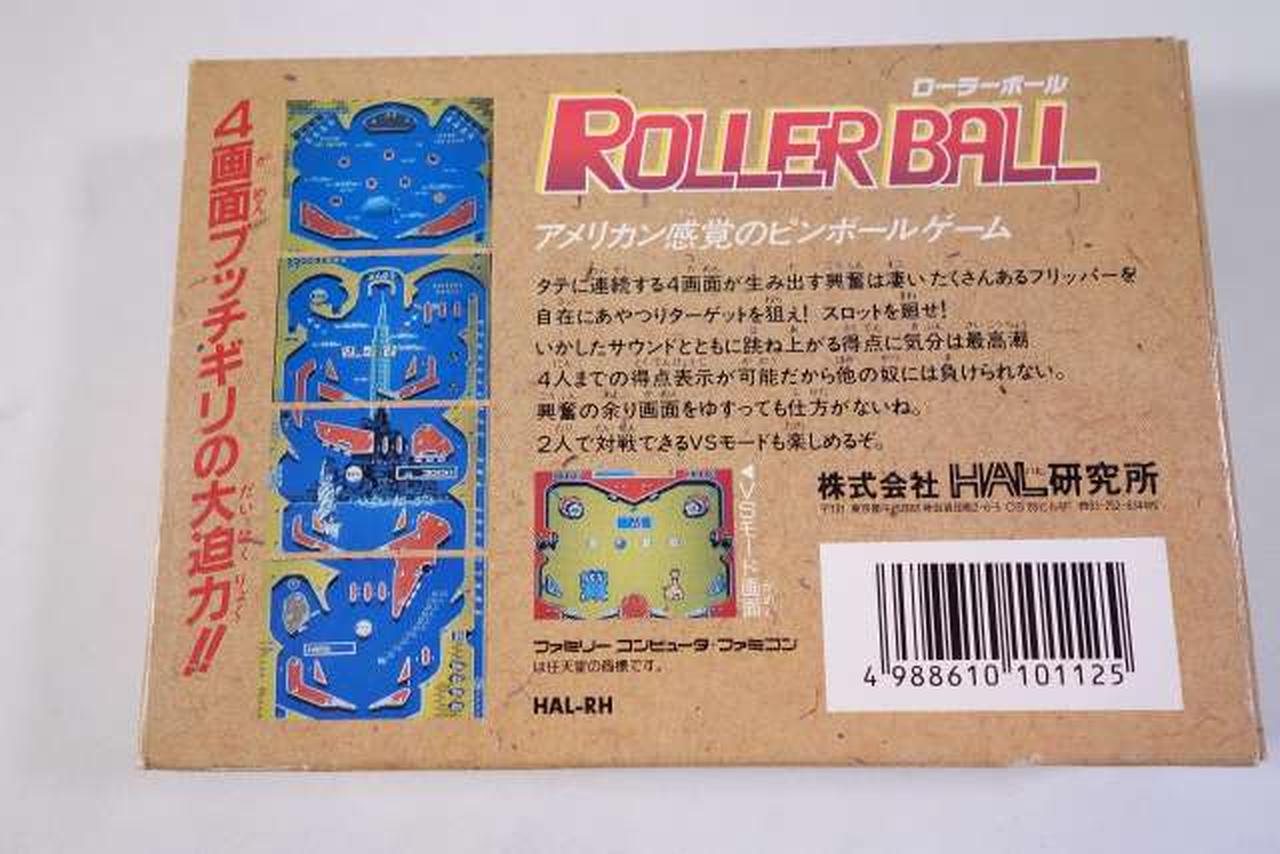 4画面ブッチギリの大迫力!!
ローラーボール
ROLLER BALL
アメリカン感覚のピンボールゲーム
タテに連続する4画面が生み出す興奮は凄いたくさんあるフリッパーを
自在にあやつりターゲットを狙え! スロットを廻せ!
いかしたサウンドとともに跳ね上がる得点に気分は最高潮
4人までの得点表示が可能だから他の奴には負けられない。
興奮の余り画面をゆすっても仕方がないね。
2人で対戦できるVSモードも楽しめるぞ。
◀VSモード画面
株式会社 HAL研究所
ファミリーコンピュータ・ファミコン
は任天堂の商標です。
HAL-RH
4 988610 101125